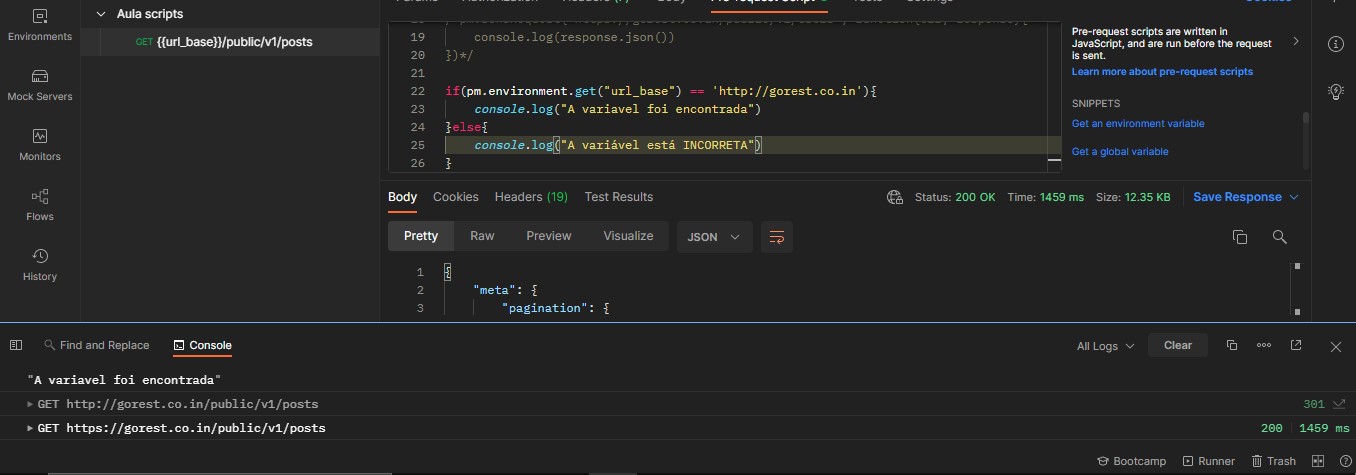 Aula scripts
Environments
GET {{url_base}}/public/v1/posts
Mock Servers
Monitors
Flows
History
19 console.log(response.json())
20 })*/
21
22 if(pm.environment.get("url_base") == 'http://gorest.co.in'){
23 console.log("A variavel foi encontrada")
24 }else{
25 console.log("A variável está INCORRETA")
26 }
Pre-request scripts are written in
JavaScript, and are run before the request
is sent.
Learn more about pre-request scripts
SNIPPETS
Get an environment variable
Get a global variable
Body Cookies Headers (19) Test Results Status: 200 OK Time: 1459 ms Size: 12.35 KB Save Response
Pretty Raw Preview Visualize JSON
1 {
2 "meta": {
3 "pagination": {
Find and Replace Console All Logs Clear
"A variavel foi encontrada"
GET http://gorest.co.in/public/v1/posts 301
GET https://gorest.co.in/public/v1/posts 200 1459 ms
Bootcamp Runner Trash